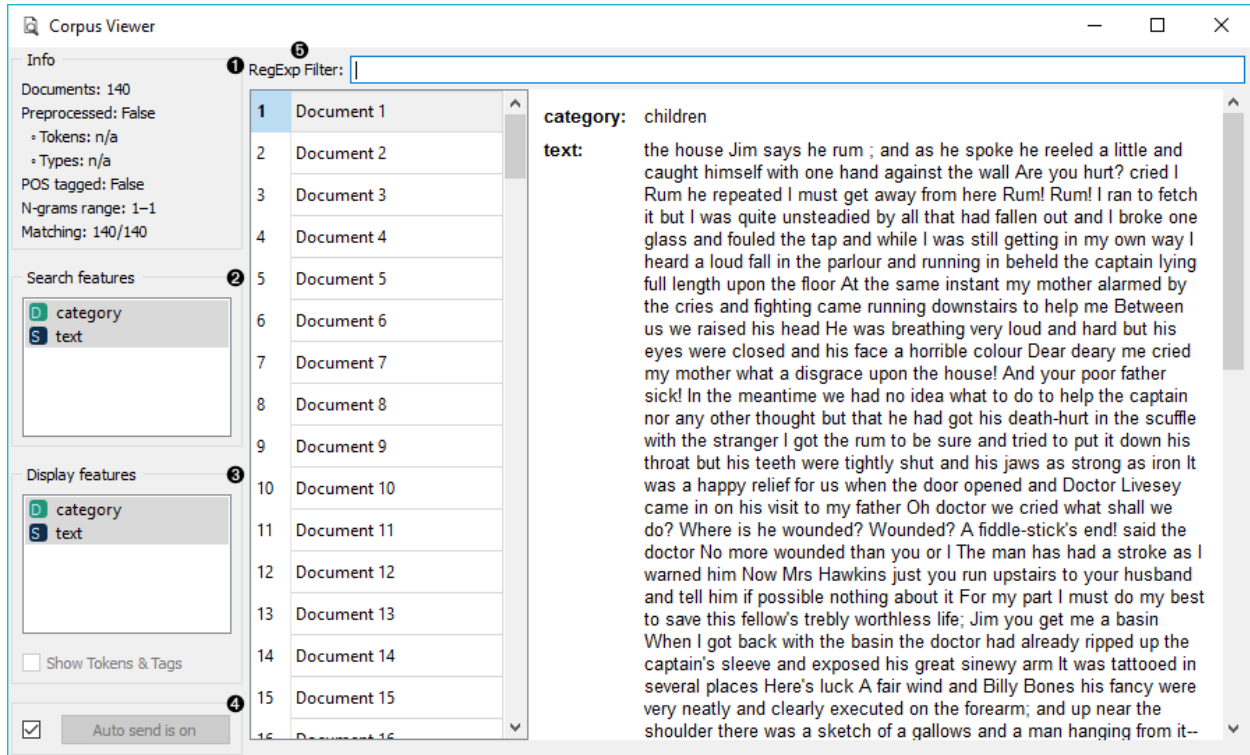 Corpus Viewer
Info
❶
Documents: 140
Preprocessed: False
◦ Tokens: n/a
◦ Types: n/a
POS tagged: False
N-grams range: 1–1
Matching: 140/140
Search features ❷
D category
S text
Display features ❸
D category
S text
Show Tokens & Tags
❹
Auto send is on
❺
RegExp Filter:
1 Document 1
2 Document 2
3 Document 3
4 Document 4
5 Document 5
6 Document 6
7 Document 7
8 Document 8
9 Document 9
10 Document 10
11 Document 11
12 Document 12
13 Document 13
14 Document 14
15 Document 15
16 Document 16
category: children
text: the house Jim says he rum ; and as he spoke he reeled a little and
caught himself with one hand against the wall Are you hurt? cried I
Rum he repeated I must get away from here Rum! Rum! I ran to fetch
it but I was quite unsteadied by all that had fallen out and I broke one
glass and fouled the tap and while I was still getting in my own way I
heard a loud fall in the parlour and running in beheld the captain lying
full length upon the floor At the same instant my mother alarmed by
the cries and fighting came running downstairs to help me Between
us we raised his head He was breathing very loud and hard but his
eyes were closed and his face a horrible colour Dear deary me cried
my mother what a disgrace upon the house! And your poor father
sick! In the meantime we had no idea what to do to help the captain
nor any other thought but that he had got his death-hurt in the scuffle
with the stranger I got the rum to be sure and tried to put it down his
throat but his teeth were tightly shut and his jaws as strong as iron It
was a happy relief for us when the door opened and Doctor Livesey
came in on his visit to my father Oh doctor we cried what shall we
do? Where is he wounded? Wounded? A fiddle-stick's end! said the
doctor No more wounded than you or I The man has had a stroke as I
warned him Now Mrs Hawkins just you run upstairs to your husband
and tell him if possible nothing about it For my part I must do my best
to save this fellow's trebly worthless life; Jim you get me a basin
When I got back with the basin the doctor had already ripped up the
captain's sleeve and exposed his great sinewy arm It was tattooed in
several places Here's luck A fair wind and Billy Bones his fancy were
very neatly and clearly executed on the forearm; and up near the
shoulder there was a sketch of a gallows and a man hanging from it--